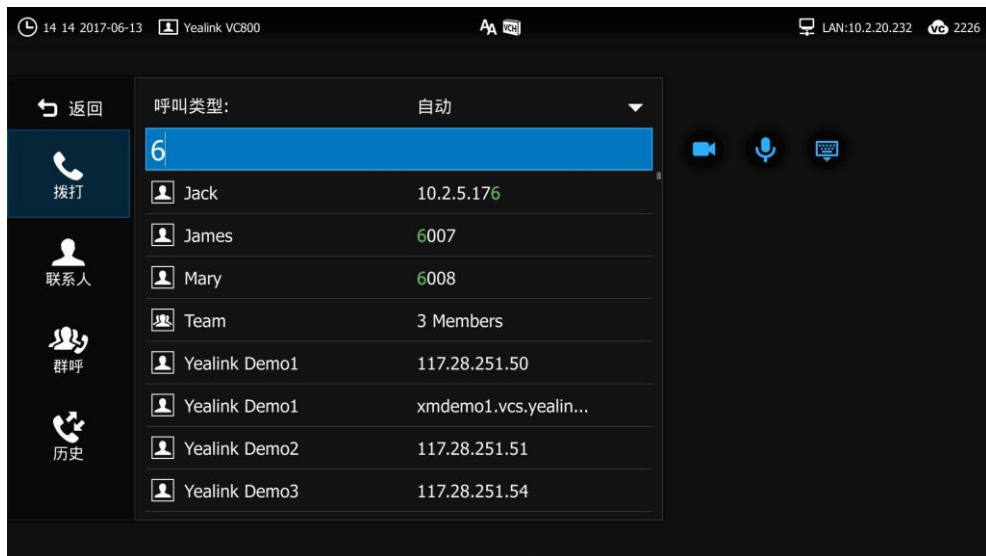 14 14 2017-06-13 Yealink VC800 AA VCH LAN:10.2.20.232 VC 2226
返回
呼叫类型: 自动
6
拨打
Jack 10.2.5.176
James 6007
联系人
Mary 6008
Team 3 Members
群呼
Yealink Demo1 117.28.251.50
Yealink Demo1 xmdemo1.vcs.yealin...
历史
Yealink Demo2 117.28.251.51
Yealink Demo3 117.28.251.54